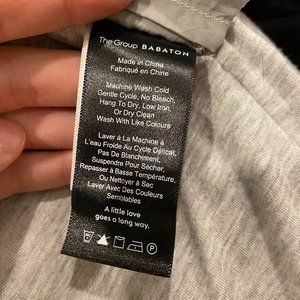 The Group BABATON
Made in China
Fabriqué en Chine
Machine Wash Cold
Gentle Cycle, No Bleach,
Hang To Dry, Low Iron,
Or Dry Clean
Wash With Like Colours
Laver À La Machine À
L'eau Froide Au Cycle Délicat,
Pas De Blanchiment,
Suspendre Pour Sécher,
Repasser À Basse Température,
Ou Nettoyer À Sec
Laver Avec Des Couleurs
Semblables
A little love
goes a long way.
P